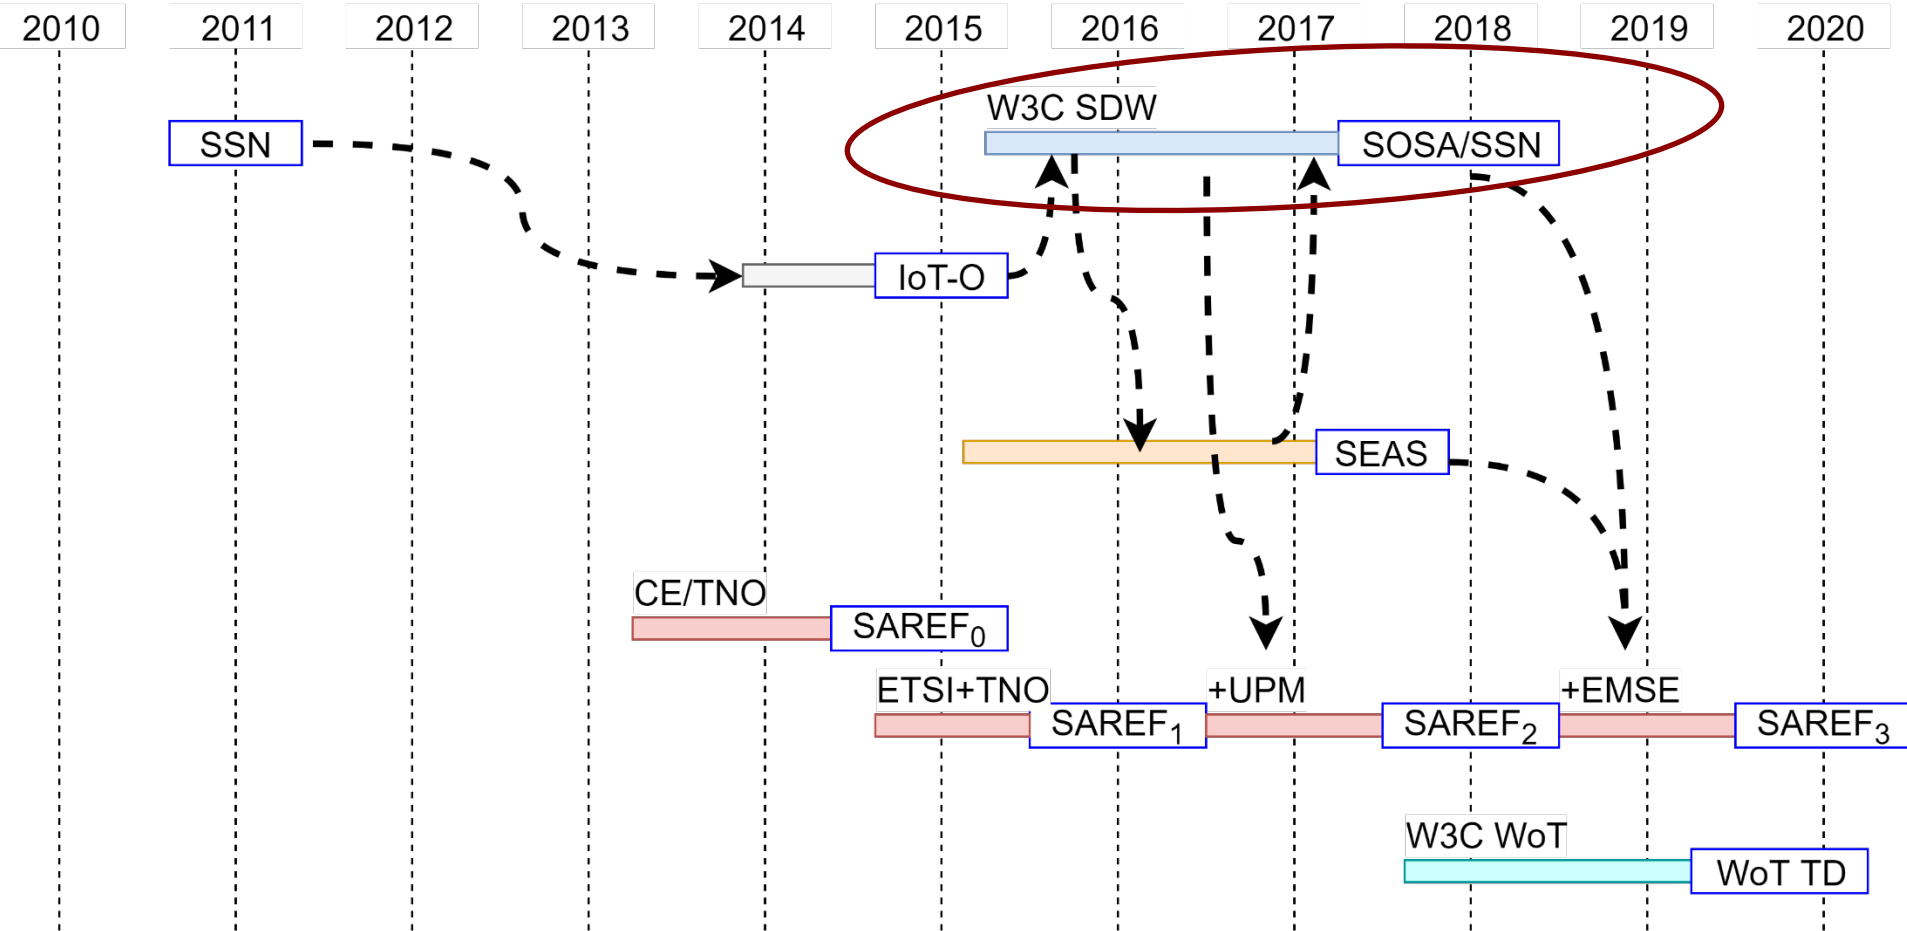 2010 2011 2012 2013 2014 2015 2016 2017 2018 2019 2020
W3C SDW
SSN
SOSA/SSN
IoT-O
SEAS
CE/TNO
SAREF0
ETSI+TNO +UPM +EMSE
SAREF1 SAREF2 SAREF3
W3C WoT
WoT TD